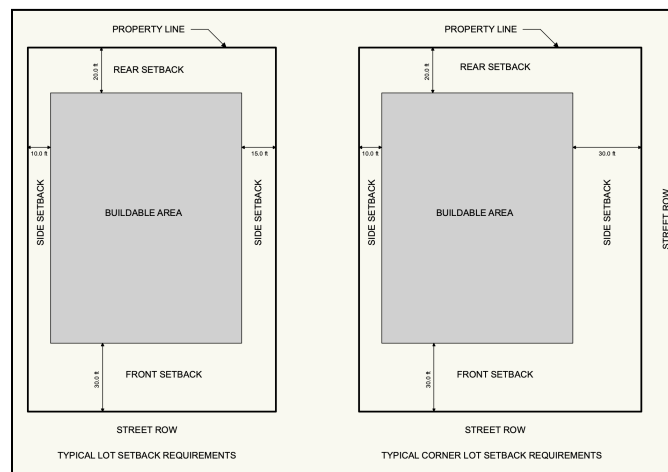 PROPERTY LINE
20.0 ft
REAR SETBACK
10.0 ft
15.0 ft
SIDE SETBACK
BUILDABLE AREA
SIDE SETBACK
30.0 ft
FRONT SETBACK
STREET ROW
TYPICAL LOT SETBACK REQUIREMENTS
PROPERTY LINE
20.0 ft
REAR SETBACK
10.0 ft
30.0 ft
SIDE SETBACK
BUILDABLE AREA
SIDE SETBACK
STREET ROW
30.0 ft
FRONT SETBACK
STREET ROW
TYPICAL CORNER LOT SETBACK REQUIREMENTS